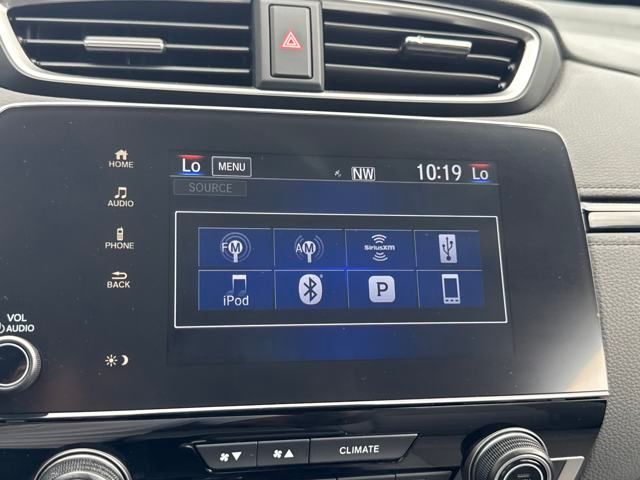 Lo MENU NW 10:19 Lo
SOURCE
HOME
AUDIO
PHONE
BACK
FM AM SiriusXM
iPod P
VOL
AUDIO
CLIMATE